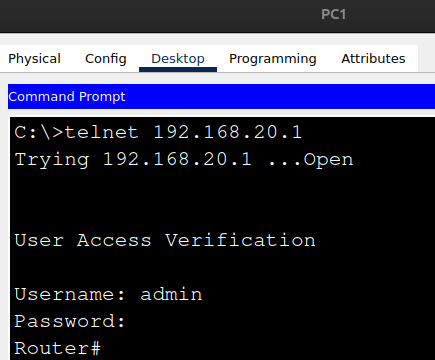 PC1
Physical Config Desktop Programming Attributes
Command Prompt
C:\>telnet 192.168.20.1
Trying 192.168.20.1 ...Open
User Access Verification
Username: admin
Password:
Router#